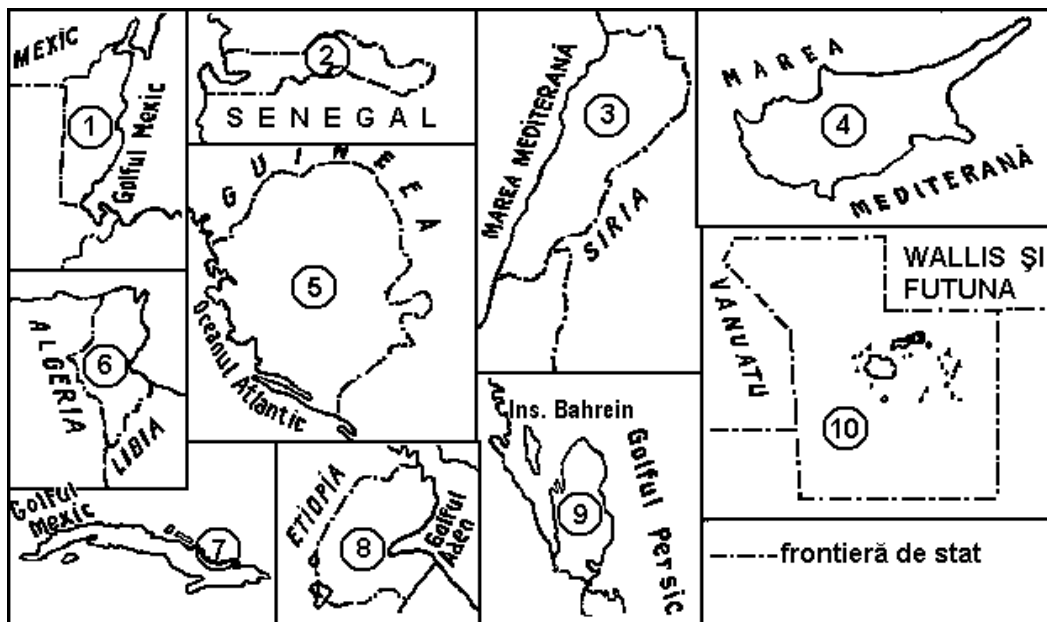 MEXIC
1
Golful Mexic
2
SENEGAL
MAREA MEDITERANĂ
3
SIRIA
MAREA
4
MEDITERANĂ
GUINEEA
5
Oceanul Atlantic
ALGERIA
6
LIBIA
Golful
Mexic
7
ETIOPIA
8
Golful
Aden
Ins. Bahrein
Golful Persic
9
WALLIS ȘI
FUTUNA
VANUATU
10
frontieră de stat